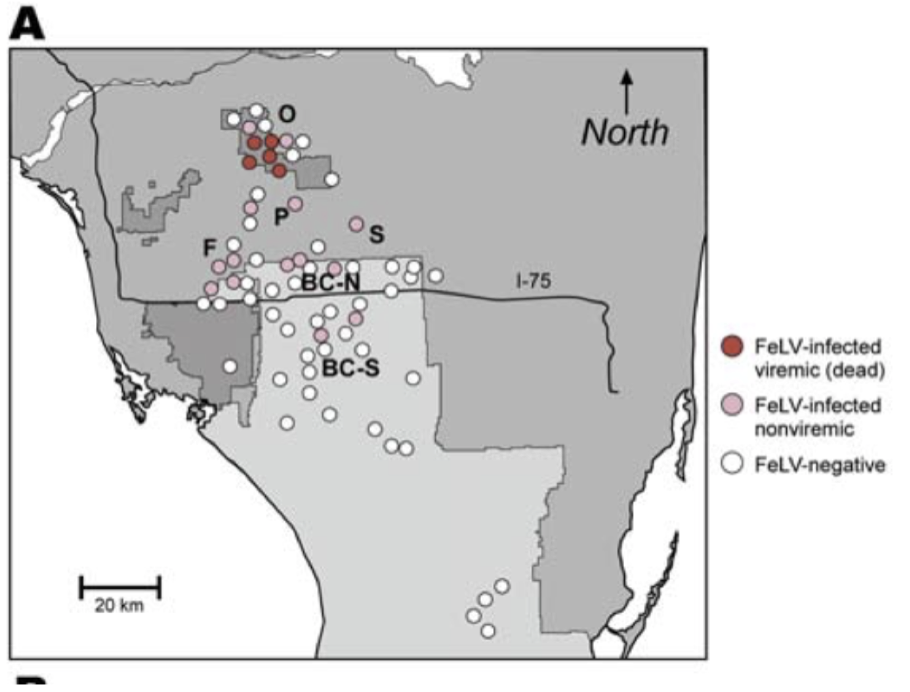 A
O
North
P
S
F
BC-N
I-75
FeLV-infected
viremic (dead)
BC-S
FeLV-infected
nonviremic
FeLV-negative
20 km